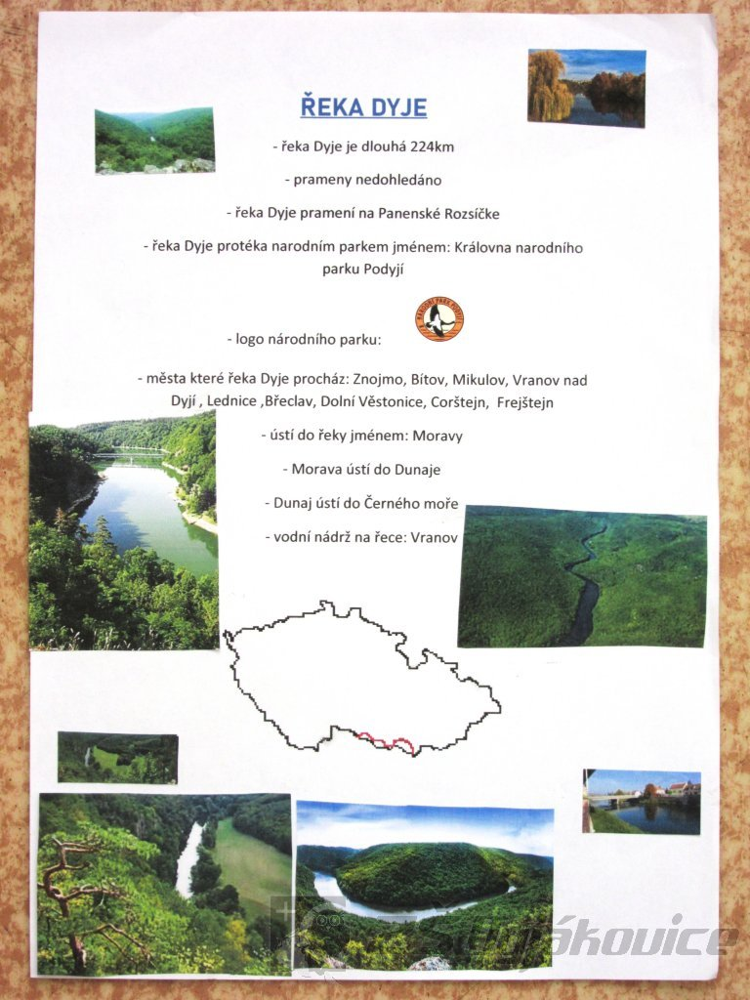 ŘEKA DYJE
- řeka Dyje je dlouhá 224km
- prameny nedohledáno
- řeka Dyje pramení na Panenské Rozsíčke
- řeka Dyje protéka narodním parkem jménem: Královna narodního
parku Podyjí
NÁRODNÍ PARK PODYJÍ
- logo národního parku:
- města které řeka Dyje procház: Znojmo, Bítov, Mikulov, Vranov nad
Dyjí , Lednice ,Břeclav, Dolní Věstonice, Corštejn,  Frejštejn
- ústí do řeky jménem: Moravy
- Morava ústí do Dunaje
- Dunaj ústí do Černého moře
- vodní nádrž na řece: Vranov